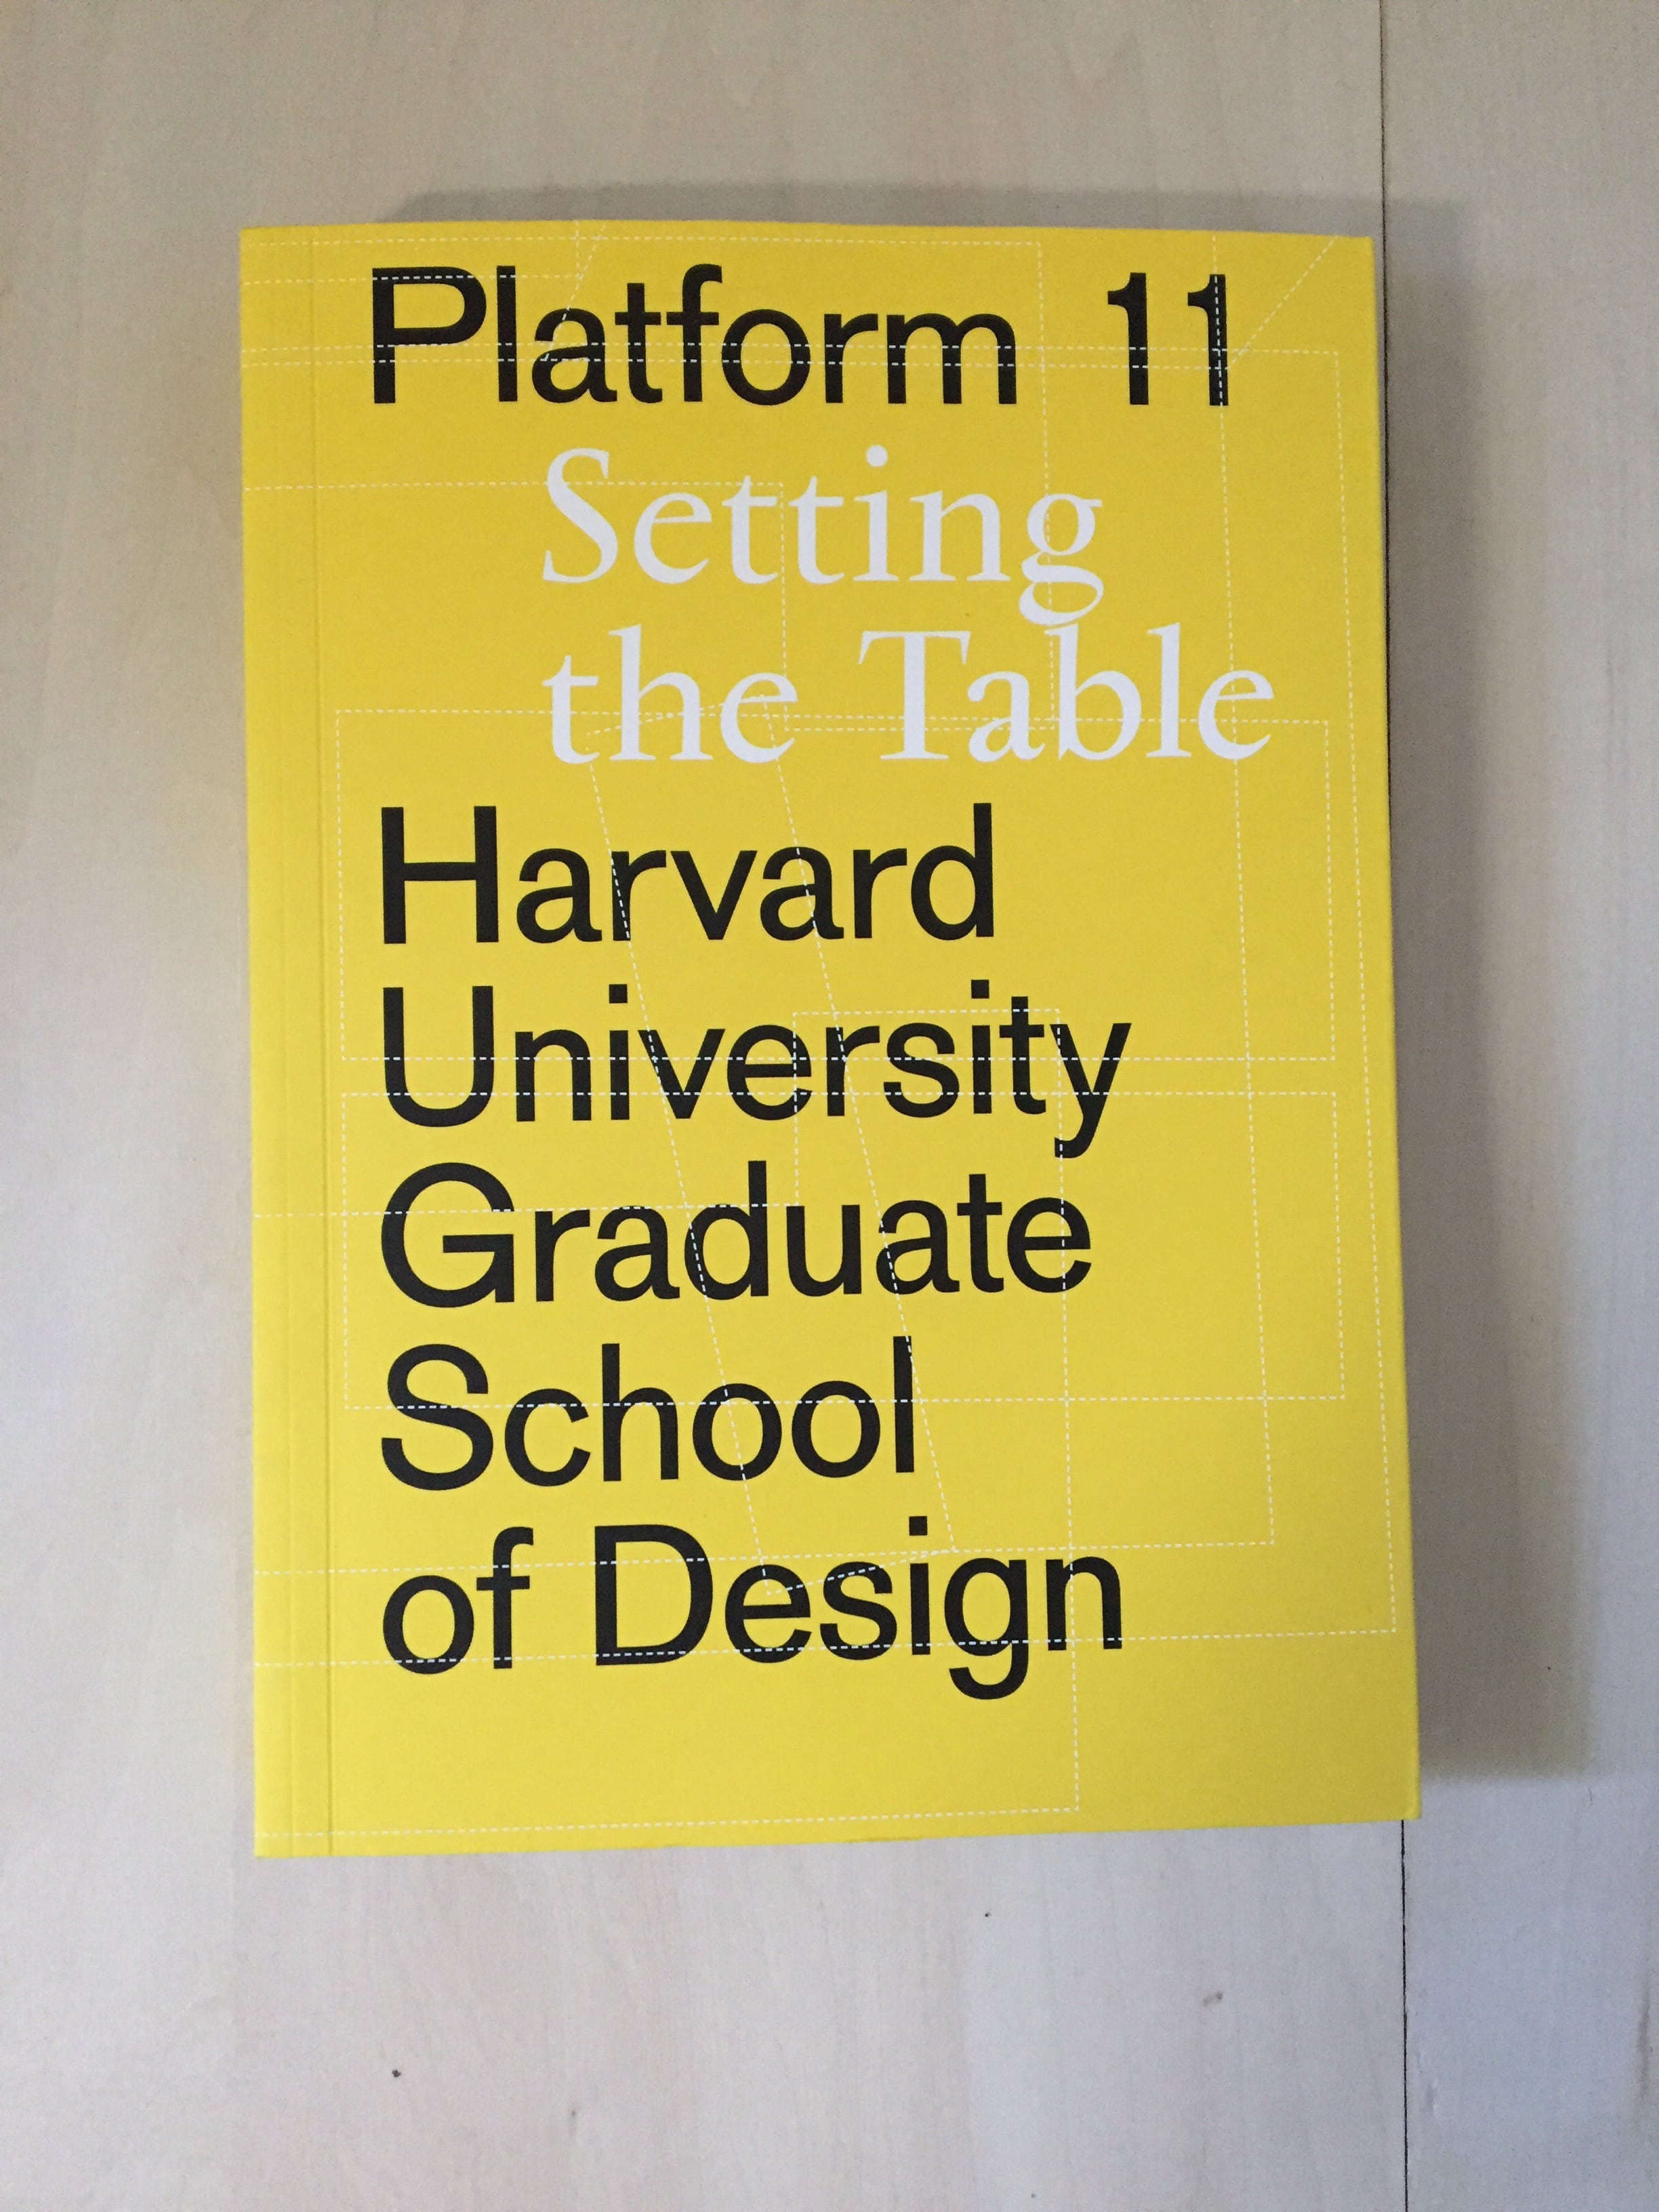 Platform 11
Setting
the Table
Harvard
University
Graduate
School
of Design